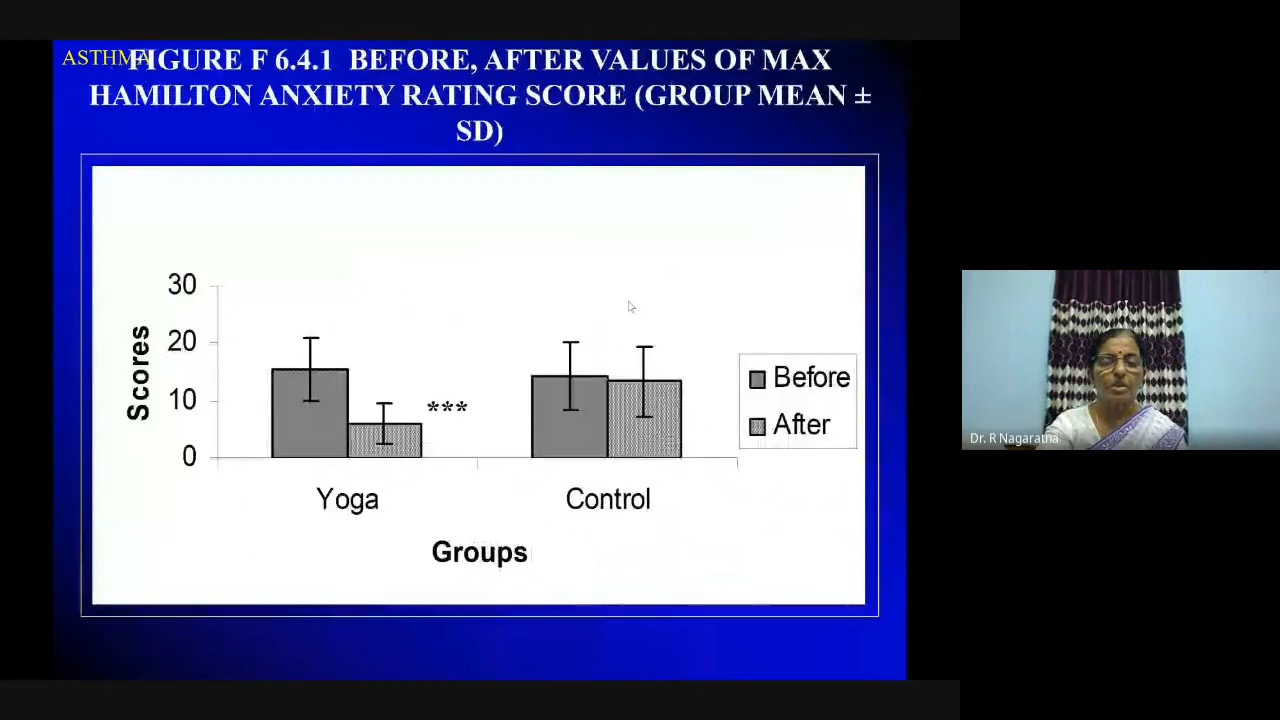 ASTHMA
FIGURE F 6.4.1 BEFORE, AFTER VALUES OF MAX
HAMILTON ANXIETY RATING SCORE (GROUP MEAN ±
SD)
30
20
10
0
Scores
***
Before
After
Yoga
Control
Groups
Dr. R Nagaratna